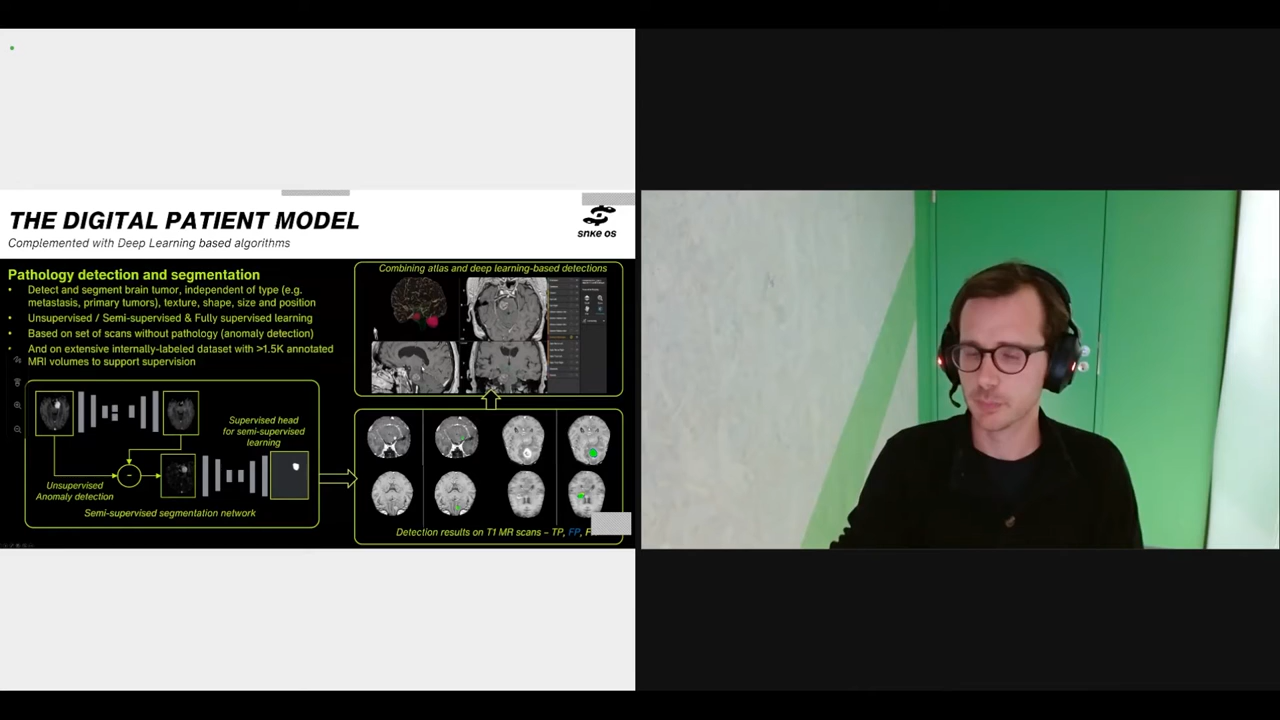 THE DIGITAL PATIENT MODEL
Complemented with Deep Learning based algorithms
snke os
Pathology detection and segmentation
• Detect and segment brain tumor, independent of type (e.g.
metastasis, primary tumors), texture, shape, size and position
• Unsupervised / Semi-supervised & Fully supervised learning
• Based on set of scans without pathology (anomaly detection)
• And on extensive internally-labeled dataset with >1.5K annotated
MRI volumes to support supervision
Supervised head
for semi-supervised
learning
-
Unsupervised
Anomaly detection
Semi-supervised segmentation network
Combining atlas and deep learning-based detections
Detection results on T1 MR scans – TP, FP, F